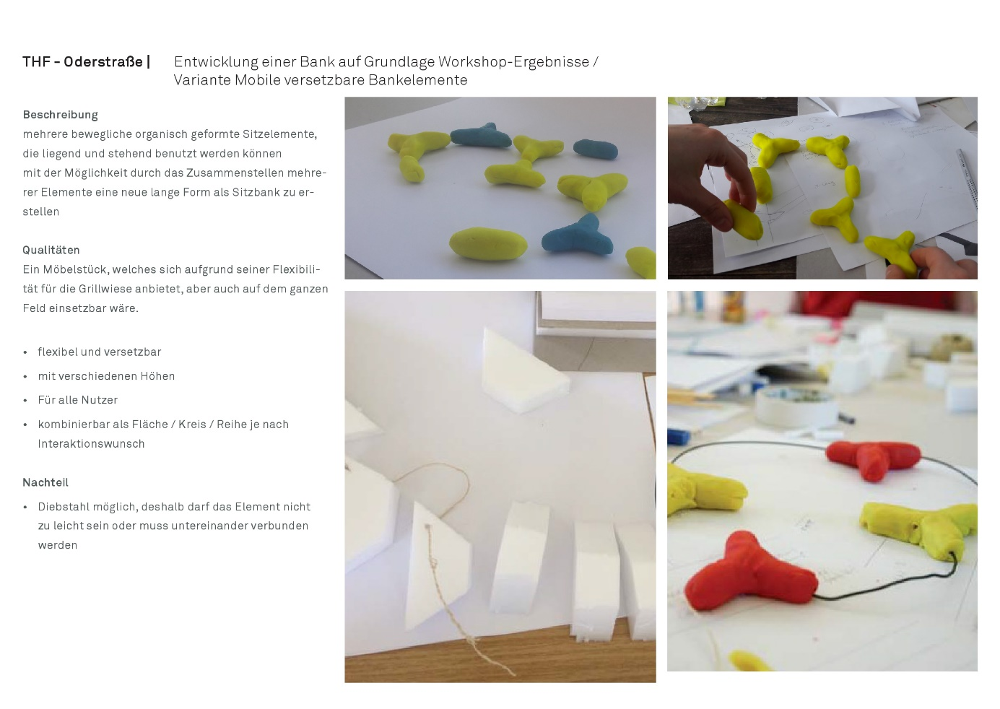 THF - Oderstraße |
Entwicklung einer Bank auf Grundlage Workshop-Ergebnisse /
Variante Mobile versetzbare Bankelemente
Beschreibung
mehrere bewegliche organisch geformte Sitzelemente,
die liegend und stehend benutzt werden können
mit der Möglichkeit durch das Zusammenstellen mehre-
rer Elemente eine neue lange Form als Sitzbank zu er-
stellen
Qualitäten
Ein Möbelstück, welches sich aufgrund seiner Flexibili-
tät für die Grillwiese anbietet, aber auch auf dem ganzen
Feld einsetzbar wäre.
• flexibel und versetzbar
• mit verschiedenen Höhen
• Für alle Nutzer
• kombinierbar als Fläche / Kreis / Reihe je nach
Interaktionswunsch
Nachteil
• Diebstahl möglich, deshalb darf das Element nicht
zu leicht sein oder muss untereinander verbunden
werden